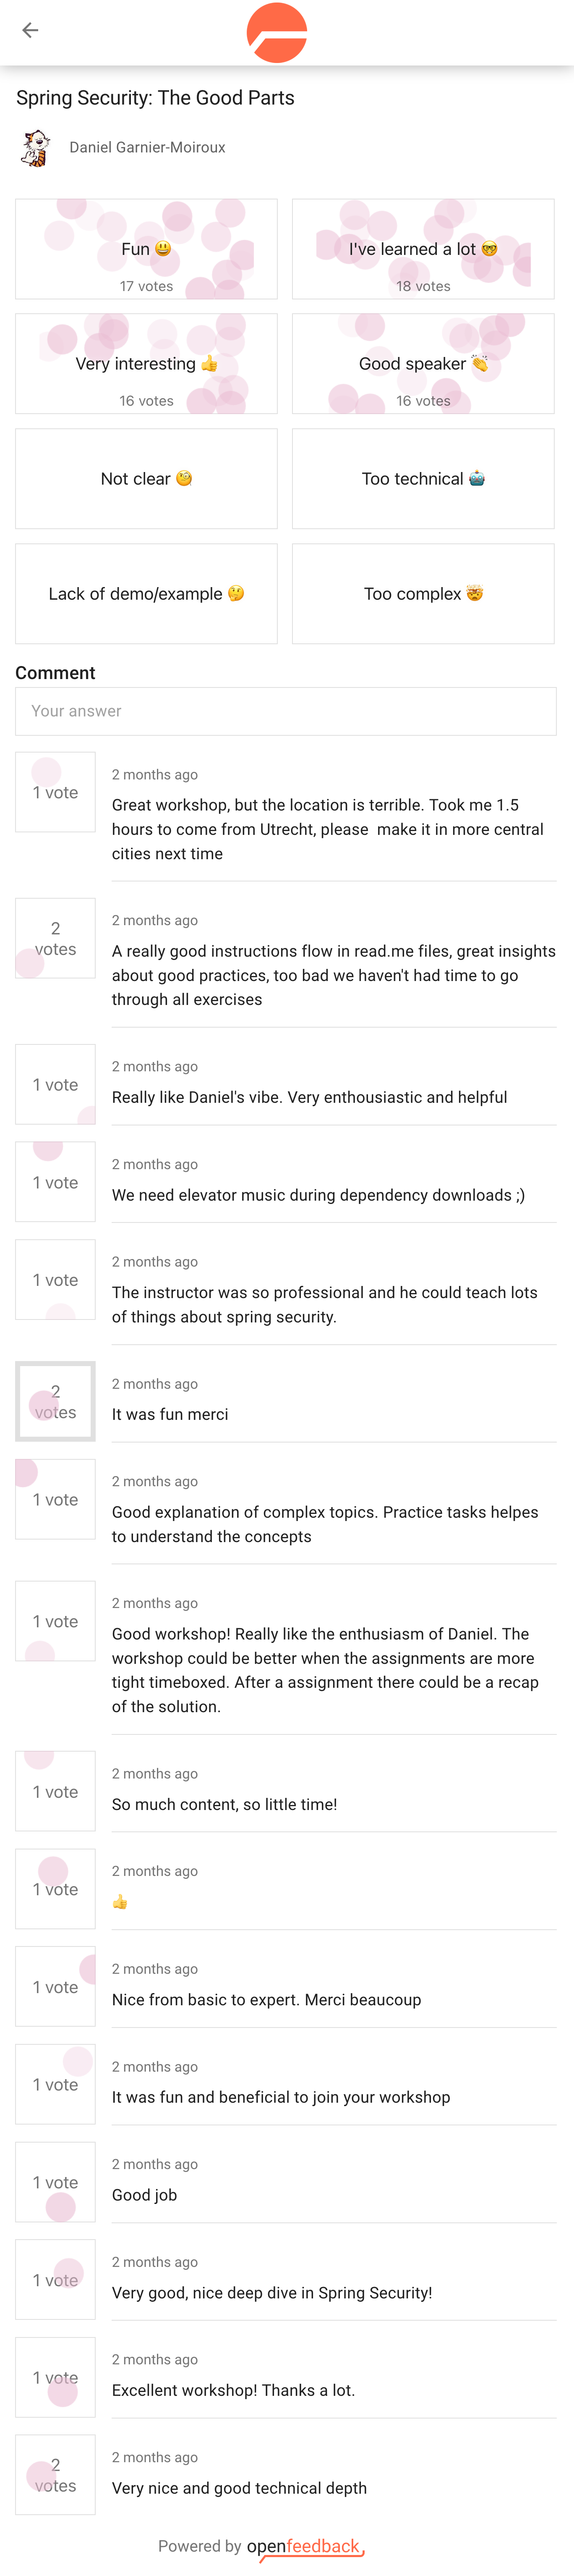 Spring Security: The Good Parts
Daniel Garnier-Moiroux
Fun 😃
17 votes
I've learned a lot 🤓
18 votes
Very interesting 👍
16 votes
Good speaker 👏
16 votes
Not clear 🧐
Too technical 🤖
Lack of demo/example 🤔
Too complex 🤯
Comment
Your answer
1 vote
2 months ago
Great workshop, but the location is terrible. Took me 1.5
hours to come from Utrecht, please  make it in more central
cities next time
2
votes
2 months ago
A really good instructions flow in read.me files, great insights
about good practices, too bad we haven't had time to go
through all exercises
1 vote
2 months ago
Really like Daniel's vibe. Very enthousiastic and helpful
1 vote
2 months ago
We need elevator music during dependency downloads ;)
1 vote
2 months ago
The instructor was so professional and he could teach lots
of things about spring security.
2
votes
2 months ago
It was fun merci
1 vote
2 months ago
Good explanation of complex topics. Practice tasks helpes
to understand the concepts
1 vote
2 months ago
Good workshop! Really like the enthusiasm of Daniel. The
workshop could be better when the assignments are more
tight timeboxed. After a assignment there could be a recap
of the solution.
1 vote
2 months ago
So much content, so little time!
1 vote
2 months ago
👍
1 vote
2 months ago
Nice from basic to expert. Merci beaucoup
1 vote
2 months ago
It was fun and beneficial to join your workshop
1 vote
2 months ago
Good job
1 vote
2 months ago
Very good, nice deep dive in Spring Security!
1 vote
2 months ago
Excellent workshop! Thanks a lot.
2
votes
2 months ago
Very nice and good technical depth
Powered by openfeedback